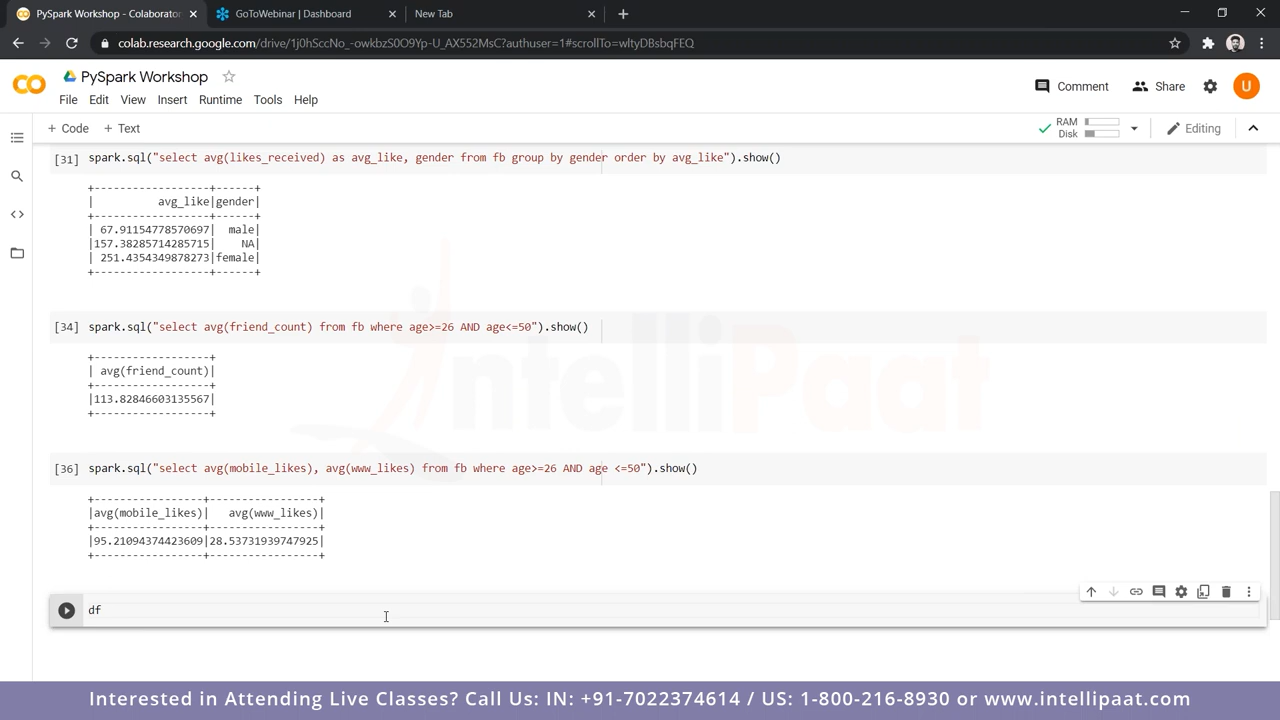 PySpark Workshop - Colaborator
GoToWebinar | Dashboard
New Tab
colab.research.google.com/drive/1j0hSccNo_-owkbzS0O9Yp-U_AX552MsC?authuser=1#scrollTo=wltyDBsbqFEQ
PySpark Workshop
Comment
Share
U
File Edit View Insert Runtime Tools Help
+ Code + Text
RAM
Disk
Editing
[31] spark.sql("select avg(likes_received) as avg_like, gender from fb group by gender order by avg_like").show()
+-----------------+------+
|         avg_like|gender|
+-----------------+------+
| 67.91154778570697|  male|
|157.38285714285715|    NA|
| 251.4354349878273|female|
+-----------------+------+
[34] spark.sql("select avg(friend_count) from fb where age>=26 AND age<=50").show()
+-----------------+
| avg(friend_count)|
+-----------------+
|113.82846603135567|
+-----------------+
[36] spark.sql("select avg(mobile_likes), avg(www_likes) from fb where age>=26 AND age <=50").show()
+-----------------+-----------------+
|avg(mobile_likes)|   avg(www_likes)|
+-----------------+-----------------+
|95.21094374423609|28.53731939747925|
+-----------------+-----------------+
df
intelliPaat
Interested in Attending Live Classes? Call Us: IN: +91-7022374614 / US: 1-800-216-8930 or www.intellipaat.com